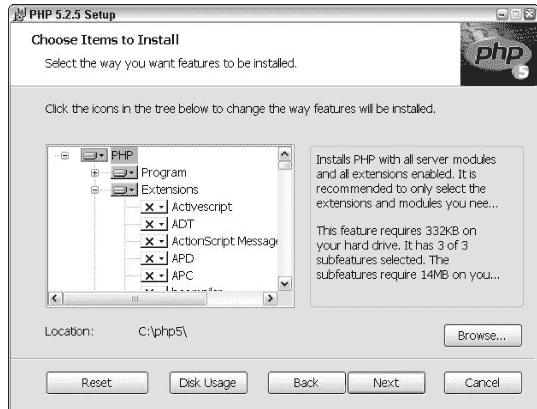 PHP 5.2.5 Setup
Choose Items to Install
Select the way you want features to be installed.
php
5
Click the icons in the tree below to change the way features will be installed.
PHP
Program
Extensions
Activescript
ADT
ActionScript Message
APD
APC
Installs PHP with all server modules
and all extensions enabled. It is
recommended to only select the
extensions and modules you nee...
This feature requires 332KB on
your hard drive. It has 3 of 3
subfeatures selected. The
subfeatures require 14MB on you...
Location: C:\php5\
Browse...
Reset Disk Usage Back Next Cancel